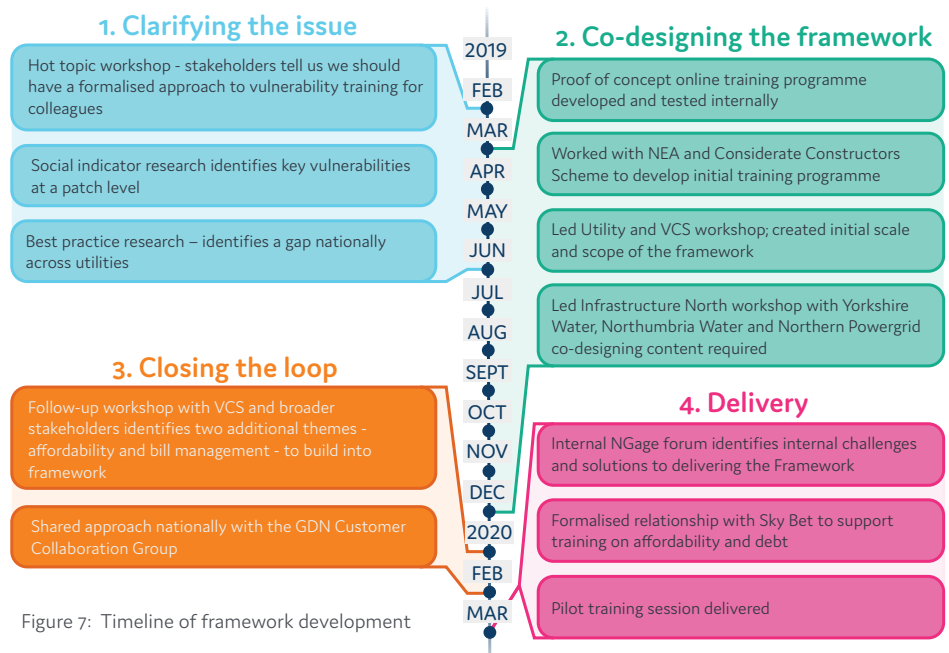 1. Clarifying the issue
Hot topic workshop - stakeholders tell us we should
have a formalised approach to vulnerability training for
colleagues
Social indicator research identifies key vulnerabilities
at a patch level
Best practice research – identifies a gap nationally
across utilities
2019
FEB
MAR
APR
MAY
JUN
JUL
AUG
SEPT
OCT
NOV
DEC
2020
FEB
MAR
2. Co-designing the framework
Proof of concept online training programme
developed and tested internally
Worked with NEA and Considerate Constructors
Scheme to develop initial training programme
Led Utility and VCS workshop; created initial scale
and scope of the framework
Led Infrastructure North workshop with Yorkshire
Water, Northumbria Water and Northern Powergrid
co-designing content required
3. Closing the loop
Follow-up workshop with VCS and broader
stakeholders identifies two additional themes -
affordability and bill management - to build into
framework
Shared approach nationally with the GDN Customer
Collaboration Group
4. Delivery
Internal NGage forum identifies internal challenges
and solutions to delivering the Framework
Formalised relationship with Sky Bet to support
training on affordability and debt
Pilot training session delivered
Figure 7: Timeline of framework development